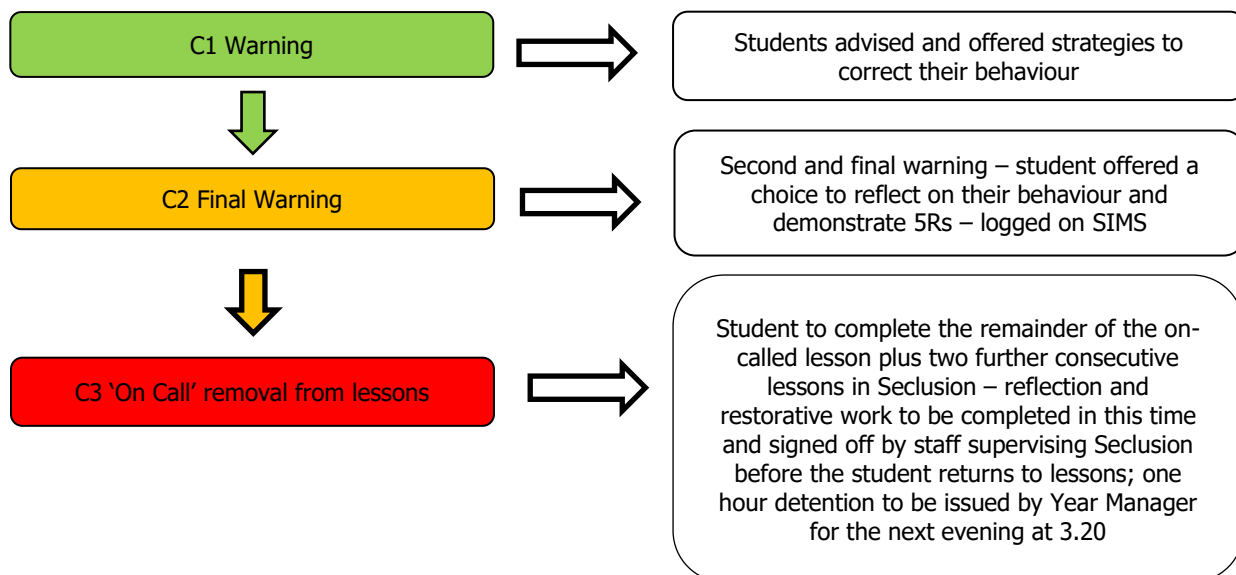 C1 Warning
Students advised and offered strategies to
correct their behaviour
C2 Final Warning
Second and final warning – student offered a
choice to reflect on their behaviour and
demonstrate 5Rs – logged on SIMS
C3 ‘On Call’ removal from lessons
Student to complete the remainder of the on-
called lesson plus two further consecutive
lessons in Seclusion – reflection and
restorative work to be completed in this time
and signed off by staff supervising Seclusion
before the student returns to lessons; one
hour detention to be issued by Year Manager
for the next evening at 3.20